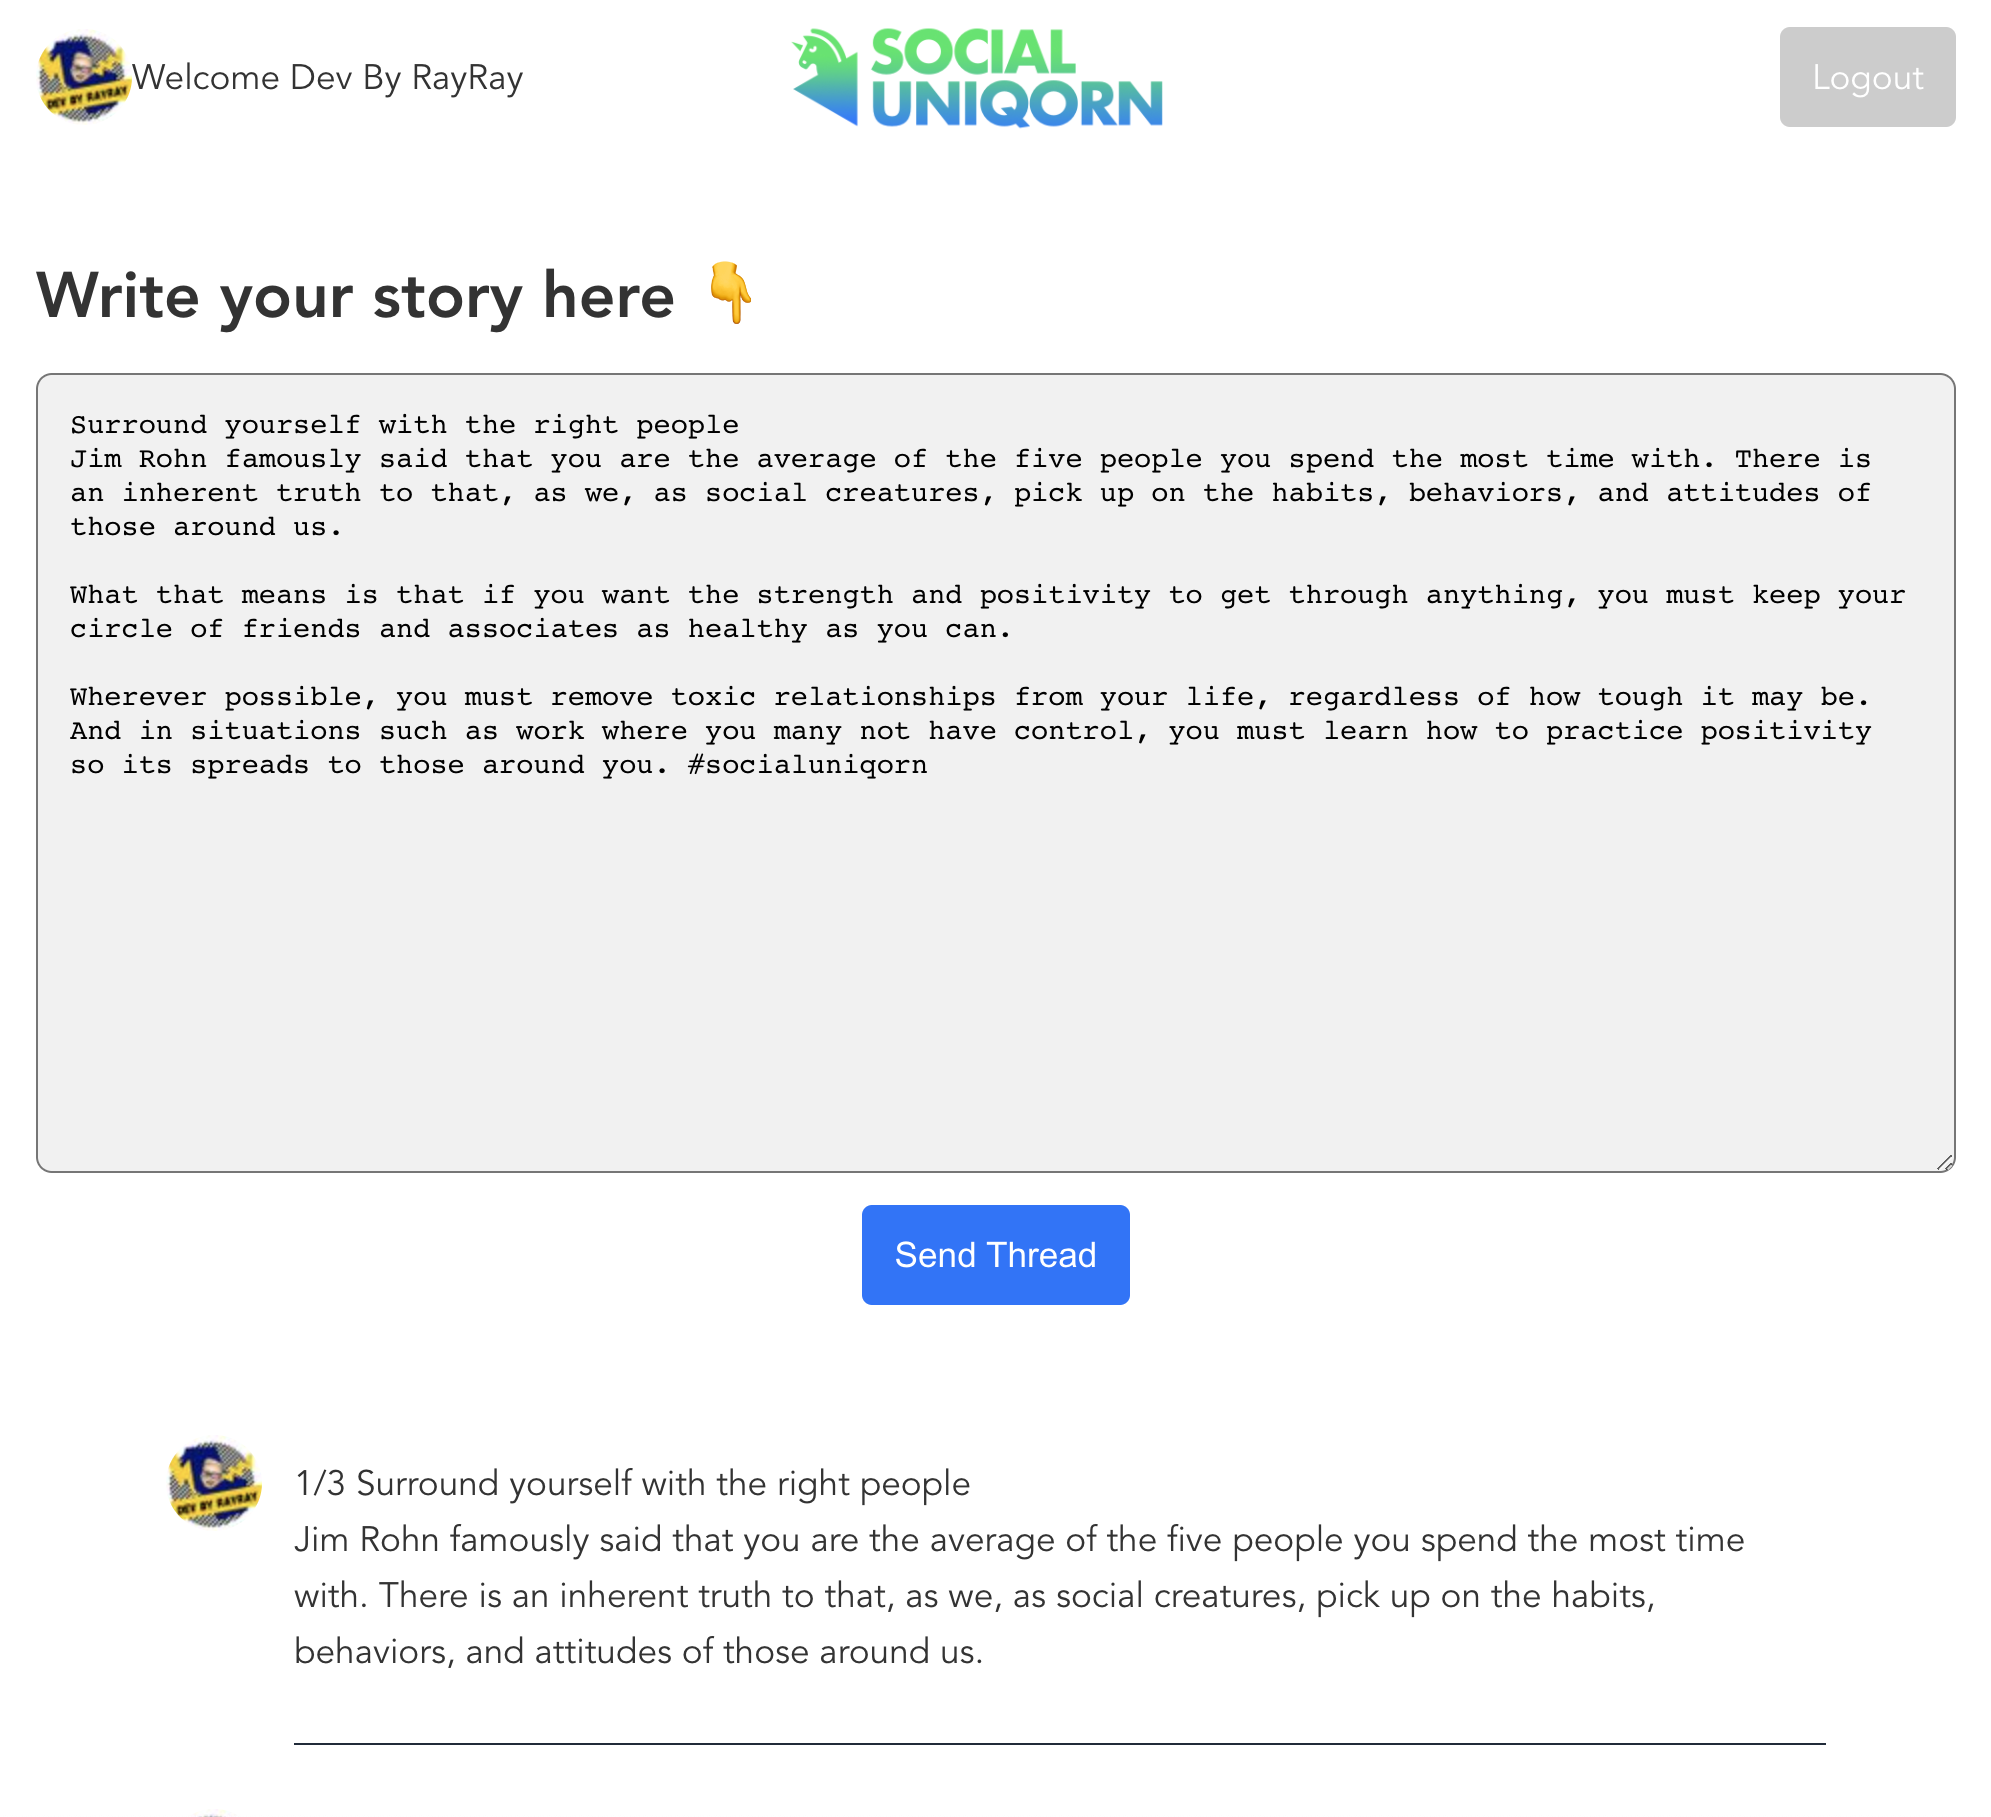 DEV BY RAYRAY
Welcome Dev By RayRay
SOCIAL
UNIQORN
Logout
Write your story here 👇
Surround yourself with the right people
Jim Rohn famously said that you are the average of the five people you spend the most time with. There is
an inherent truth to that, as we, as social creatures, pick up on the habits, behaviors, and attitudes of
those around us.
What that means is that if you want the strength and positivity to get through anything, you must keep your
circle of friends and associates as healthy as you can.
Wherever possible, you must remove toxic relationships from your life, regardless of how tough it may be.
And in situations such as work where you many not have control, you must learn how to practice positivity
so its spreads to those around you. #socialuniqorn
Send Thread
DEV BY RAYRAY
1/3 Surround yourself with the right people
Jim Rohn famously said that you are the average of the five people you spend the most time
with. There is an inherent truth to that, as we, as social creatures, pick up on the habits,
behaviors, and attitudes of those around us.